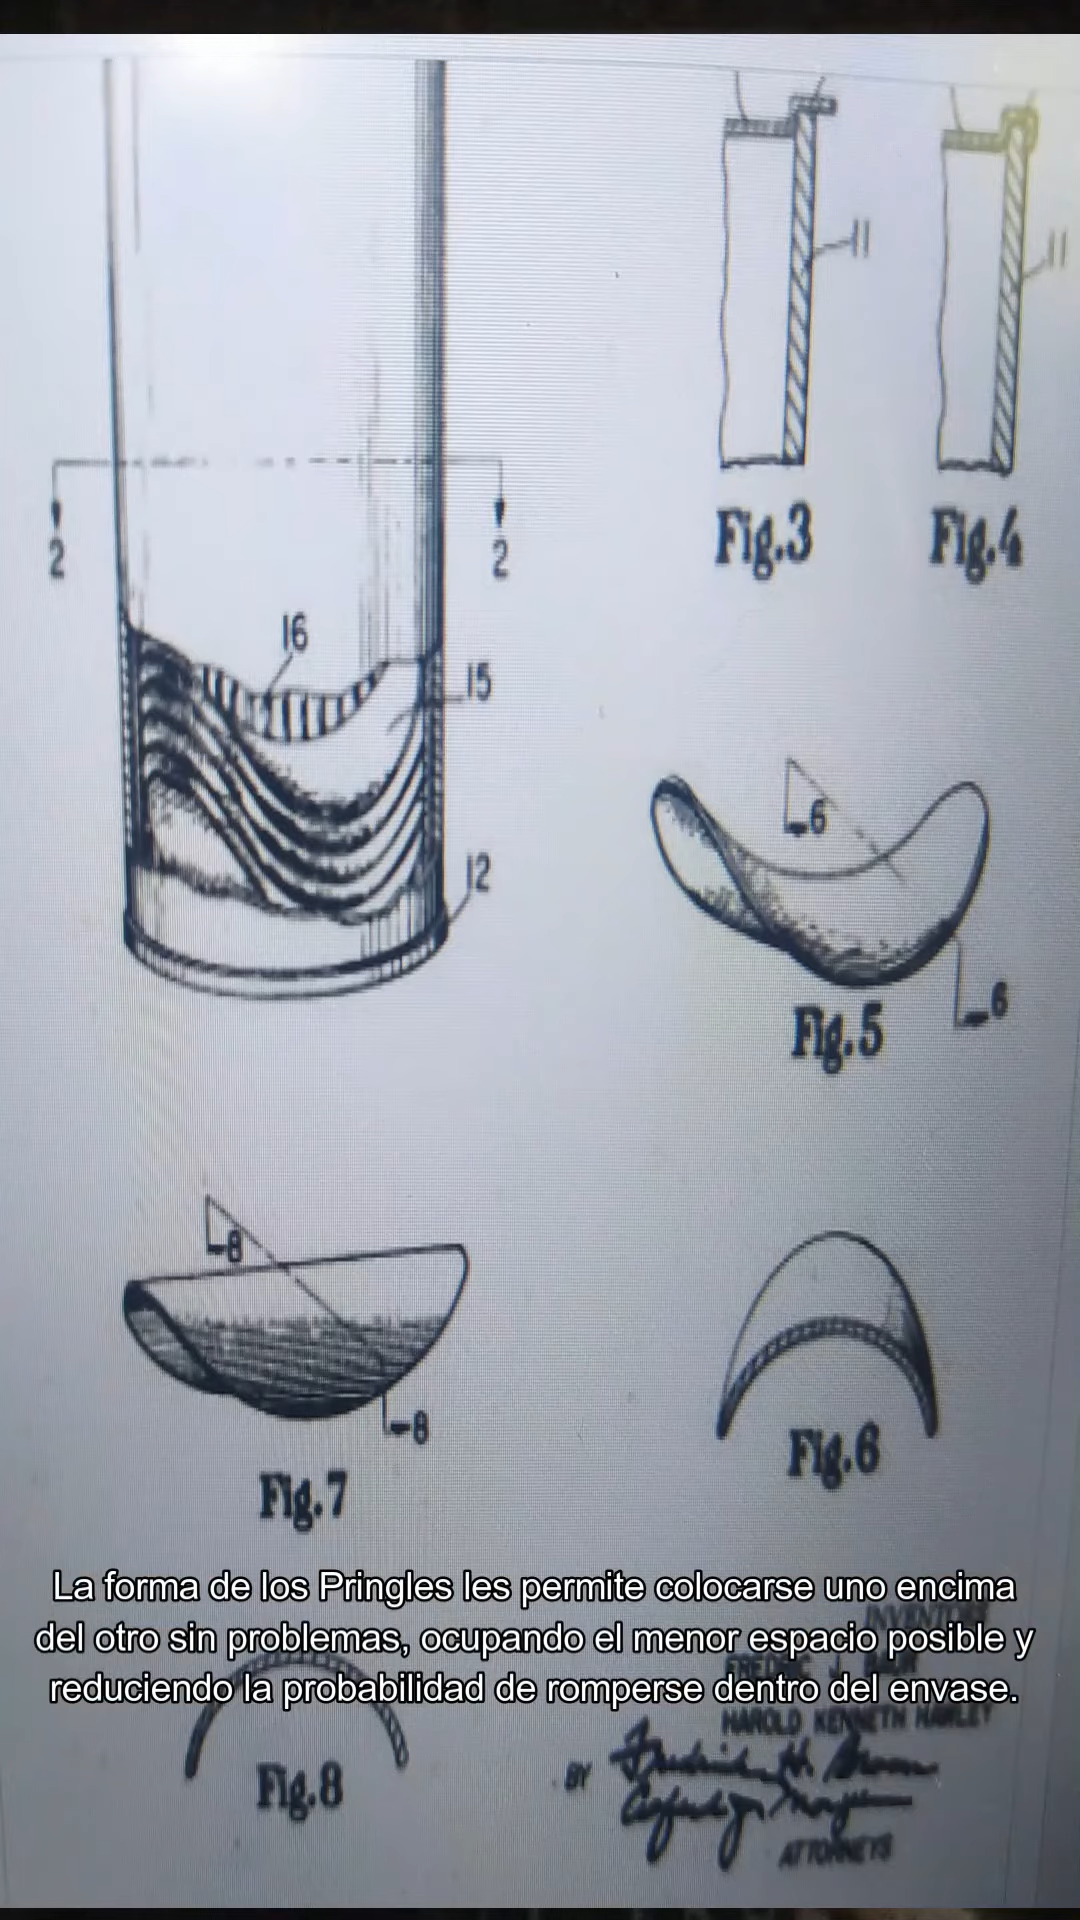 11
11
2
2
Fig.3
Fig.4
16
15
6
12
6
Fig.5
8
8
Fig.6
Fig.7
La forma de los Pringles les permite colocarse uno encima
del otro sin problemas, ocupando el menor espacio posible y
reduciendo la probabilidad de romperse dentro del envase.
HAROLD KENNETH HAWLEY
Fig.8
BY
ATTORNEYS